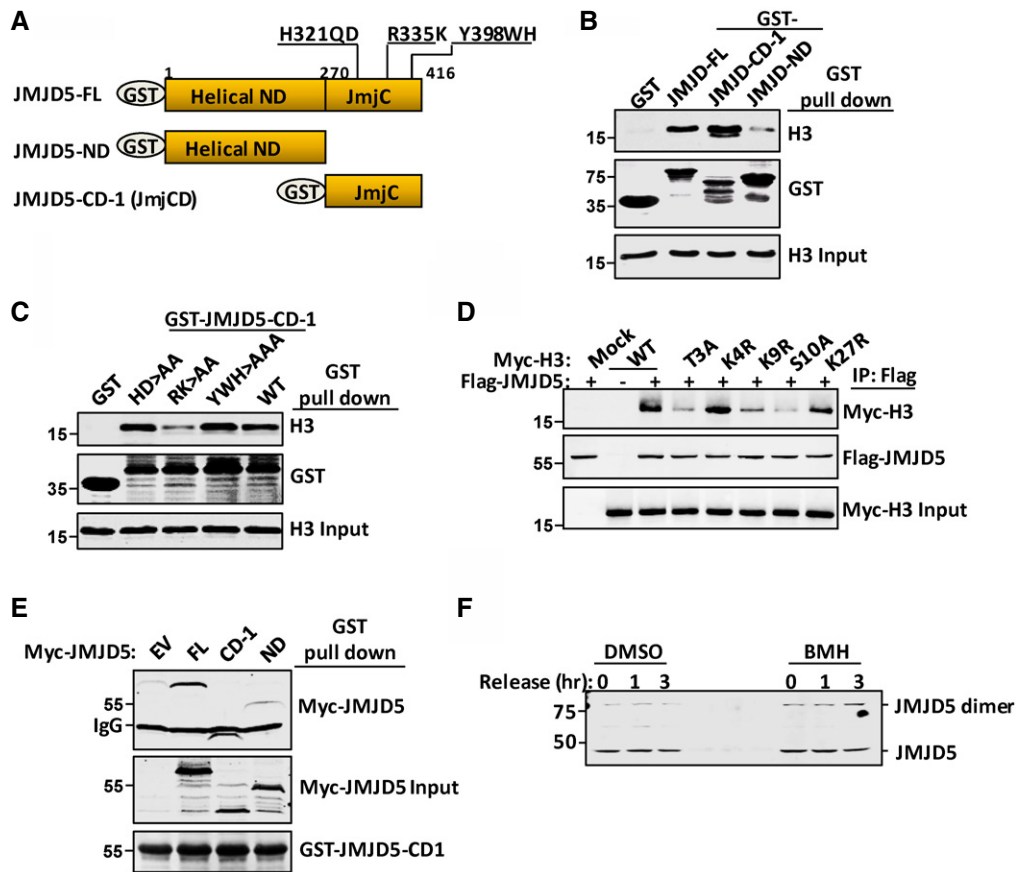 A
H321QD R335K Y398WH
1 270 416
JMJD5-FL GST Helical ND JmjC
JMJD5-ND GST Helical ND
JMJD5-CD-1 (JmjCD) GST JmjC
B
GST-
GST JMJD-FL JMJD-CD-1 JMJD-ND GST
pull down
15 H3
75
35 GST
15 H3 Input
C
GST-JMJD5-CD-1
GST HD>AA RK>AA YWH>AAA WT GST
pull down
15 H3
35 GST
15 H3 Input
D
Myc-H3: Mock WT T3A K4R K9R S10A K27R
Flag-JMJD5: + - + + + + + + IP: Flag
15 Myc-H3
55 Flag-JMJD5
15 Myc-H3 Input
E
Myc-JMJD5: EV FL CD-1 ND GST
pull down
55 Myc-JMJD5
IgG
55 Myc-JMJD5 Input
55 GST-JMJD5-CD1
F
DMSO BMH
Release (hr): 0 1 3 0 1 3
75 JMJD5 dimer
50 JMJD5